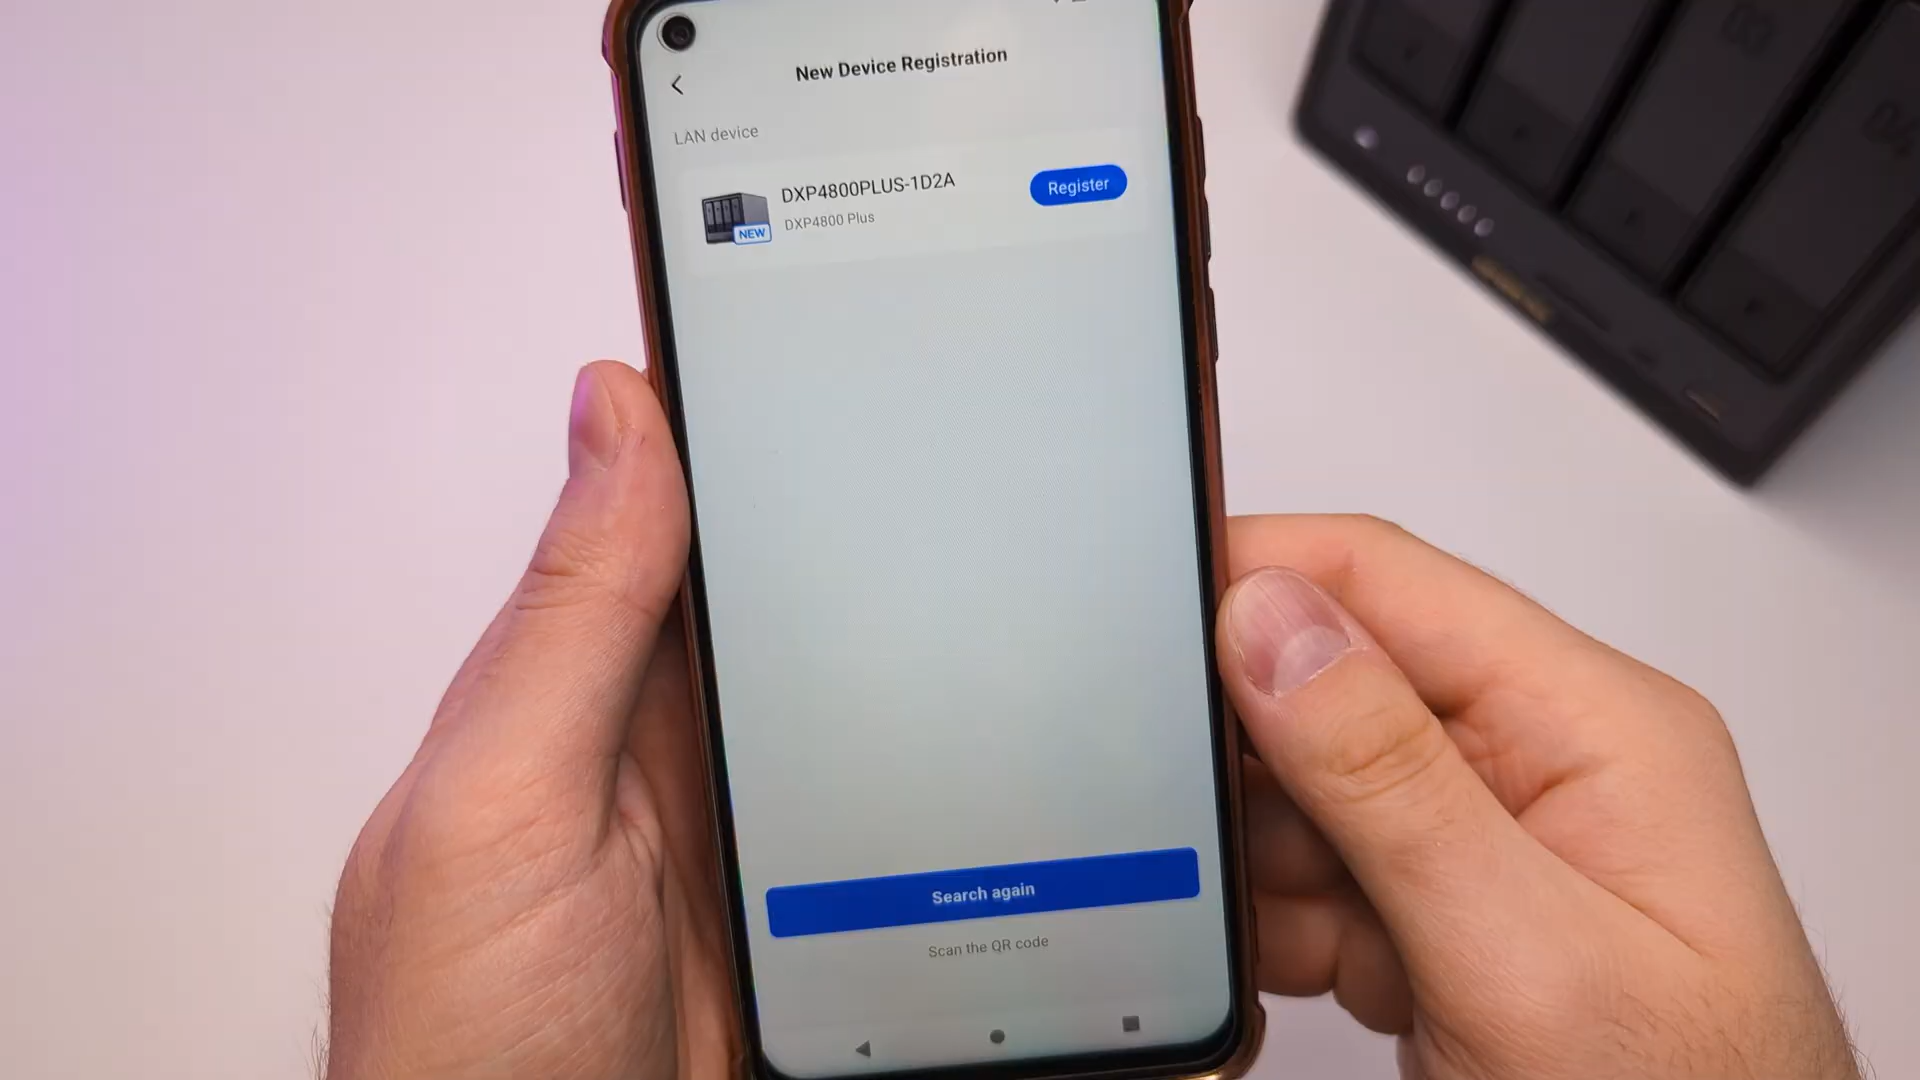 New Device Registration
LAN device
DXP4800PLUS-1D2A
Register
DXP4800 Plus
NEW
Search again
Scan the QR code